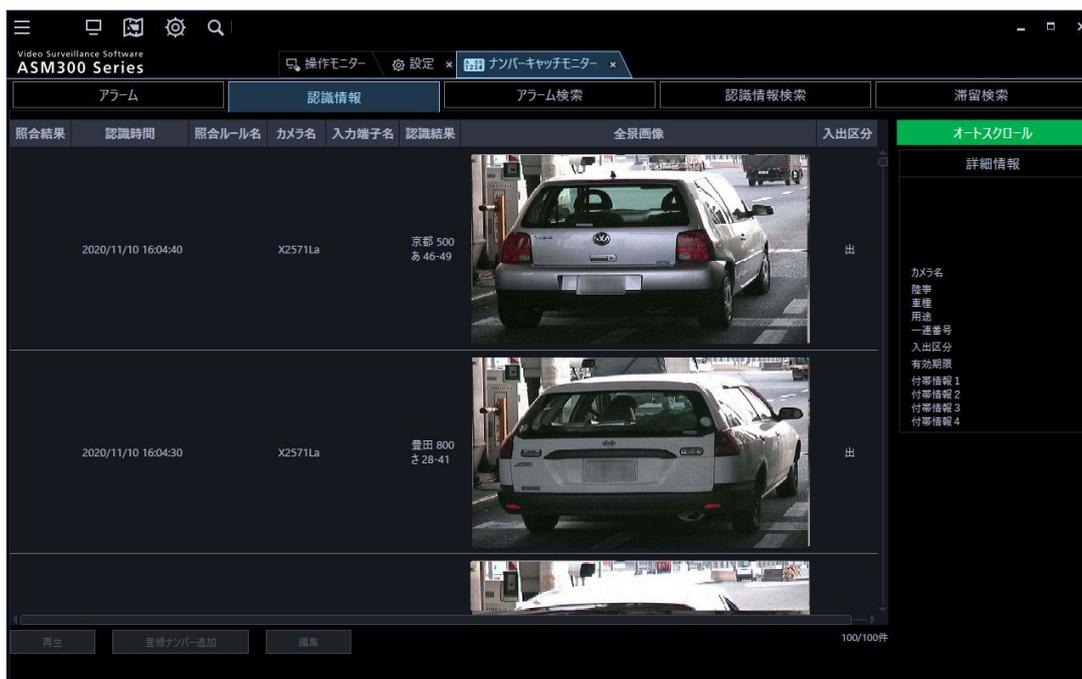 Video Surveillance Software
ASM300 Series
操作モニター
設定
ナンバーキャッチモニター
アラーム
認識情報
アラーム検索
認識情報検索
滞留検索
照合結果 認識時間 照合ルール名 カメラ名 入力端子名 認識結果 全景画像 入出区分
オートスクロール
詳細情報
2020/11/10 16:04:40 X2571La 京都 500 出
あ 46-49
カメラ名
陸事
車種
用途
一連番号
入出区分
有効期限
付帯情報 1
付帯情報 2
付帯情報 3
付帯情報 4
2020/11/10 16:04:30 X2571La 豊田 800 出
さ 28-41
再生
登録ナンバー追加
編集
100/100件